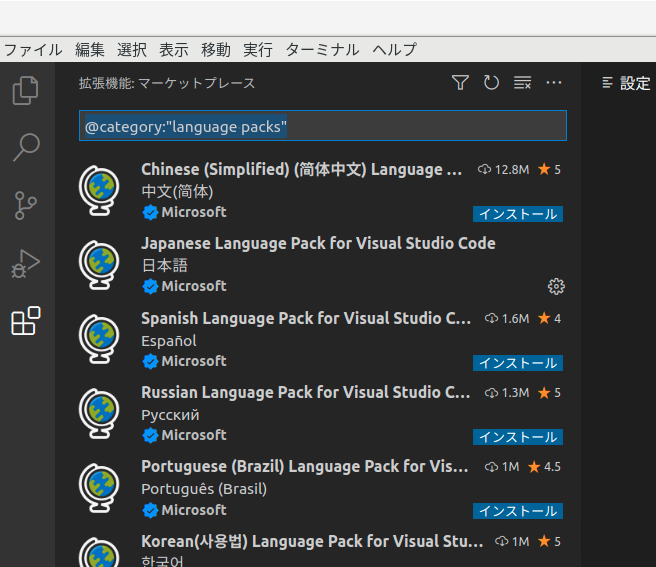 ファイル 編集 選択 表示 移動 実行 ターミナル ヘルプ
拡張機能: マーケットプレース
設定
@category:"language packs"
Chinese (Simplified) (简体中文) Language ... 12.8M 5
中文(简体)
Microsoft インストール
Japanese Language Pack for Visual Studio Code
日本語
Microsoft
Spanish Language Pack for Visual Studio C... 1.6M 4
Español
Microsoft インストール
Russian Language Pack for Visual Studio C... 1.3M 5
Русский
Microsoft インストール
Portuguese (Brazil) Language Pack for Vis... 1M 4.5
Português (Brasil)
Microsoft インストール
Korean(사용법) Language Pack for Visual Stu... 1M 5
한국어